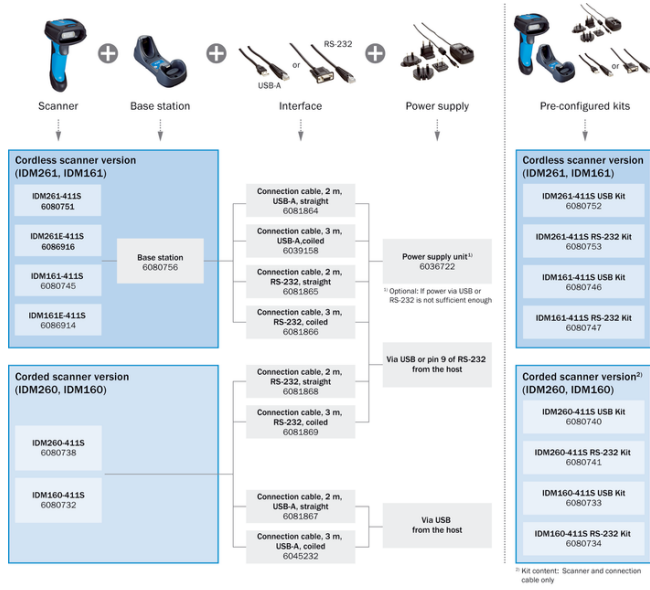 RS-232
or
USB-A
or
Scanner
Base station
Interface
Power supply
Pre-configured kits
Cordless scanner version
(IDM261, IDM161)
IDM261-411S
6080751
IDM261E-411S
6086916
IDM161-411S
6080745
IDM161E-411S
6086914
Base station
6080756
Connection cable, 2 m,
USB-A, straight
6081864
Connection cable, 3 m,
USB-A,coiled
6039158
Connection cable, 2 m,
RS-232, straight
6081865
Connection cable, 3 m,
RS-232, coiled
6081866
Power supply unit1)
6036722
1) Optional: If power via USB or
RS-232 is not sufficient enough
Via USB or pin 9 of RS-232
from the host
Corded scanner version
(IDM260, IDM160)
IDM260-411S
6080738
IDM160-411S
6080732
Connection cable, 2 m,
RS-232, straight
6081868
Connection cable, 3 m,
RS-232, coiled
6081869
Connection cable, 2 m,
USB-A, straight
6081867
Connection cable, 3 m,
USB-A, coiled
6045232
Via USB
from the host
Cordless scanner version
(IDM261, IDM161)
IDM261-411S USB Kit
6080752
IDM261-411S RS-232 Kit
6080753
IDM161-411S USB Kit
6080746
IDM161-411S RS-232 Kit
6080747
Corded scanner version2)
(IDM260, IDM160)
IDM260-411S USB Kit
6080740
IDM260-411S RS-232 Kit
6080741
IDM160-411S USB Kit
6080733
IDM160-411S RS-232 Kit
6080734
2) Kit content: Scanner and connection
cable only